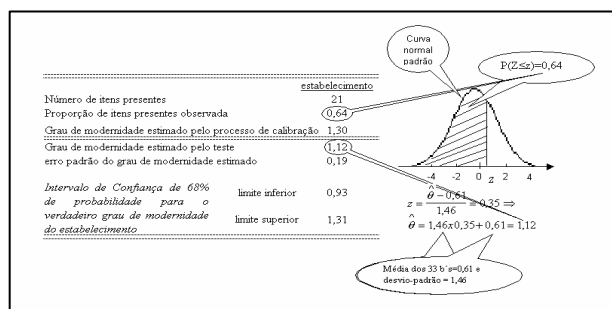 Curva
normal
padrão
P(Z≤z)=0,64
estabelecimento
Número de itens presentes 21
Proporção de itens presentes observada 0,64
Grau de modernidade estimado pelo processo de calibração 1,30
Grau de modernidade estimado pelo teste 1,12
erro padrão do grau de modernidade estimado 0,19
Intervalo de Confiança de 68% de probabilidade para o verdadeiro grau de modernidade do estabelecimento
limite inferior 0,93
limite superior 1,31
-4 -2 0 z 2 4
z = (θ̂ − 0,61)/1,46 = 0,35 ⇒
θ̂ = 1,46x0,35 + 0,61 = 1,12
Média dos 33 b´s=0,61 e
desvio-padrão = 1,46